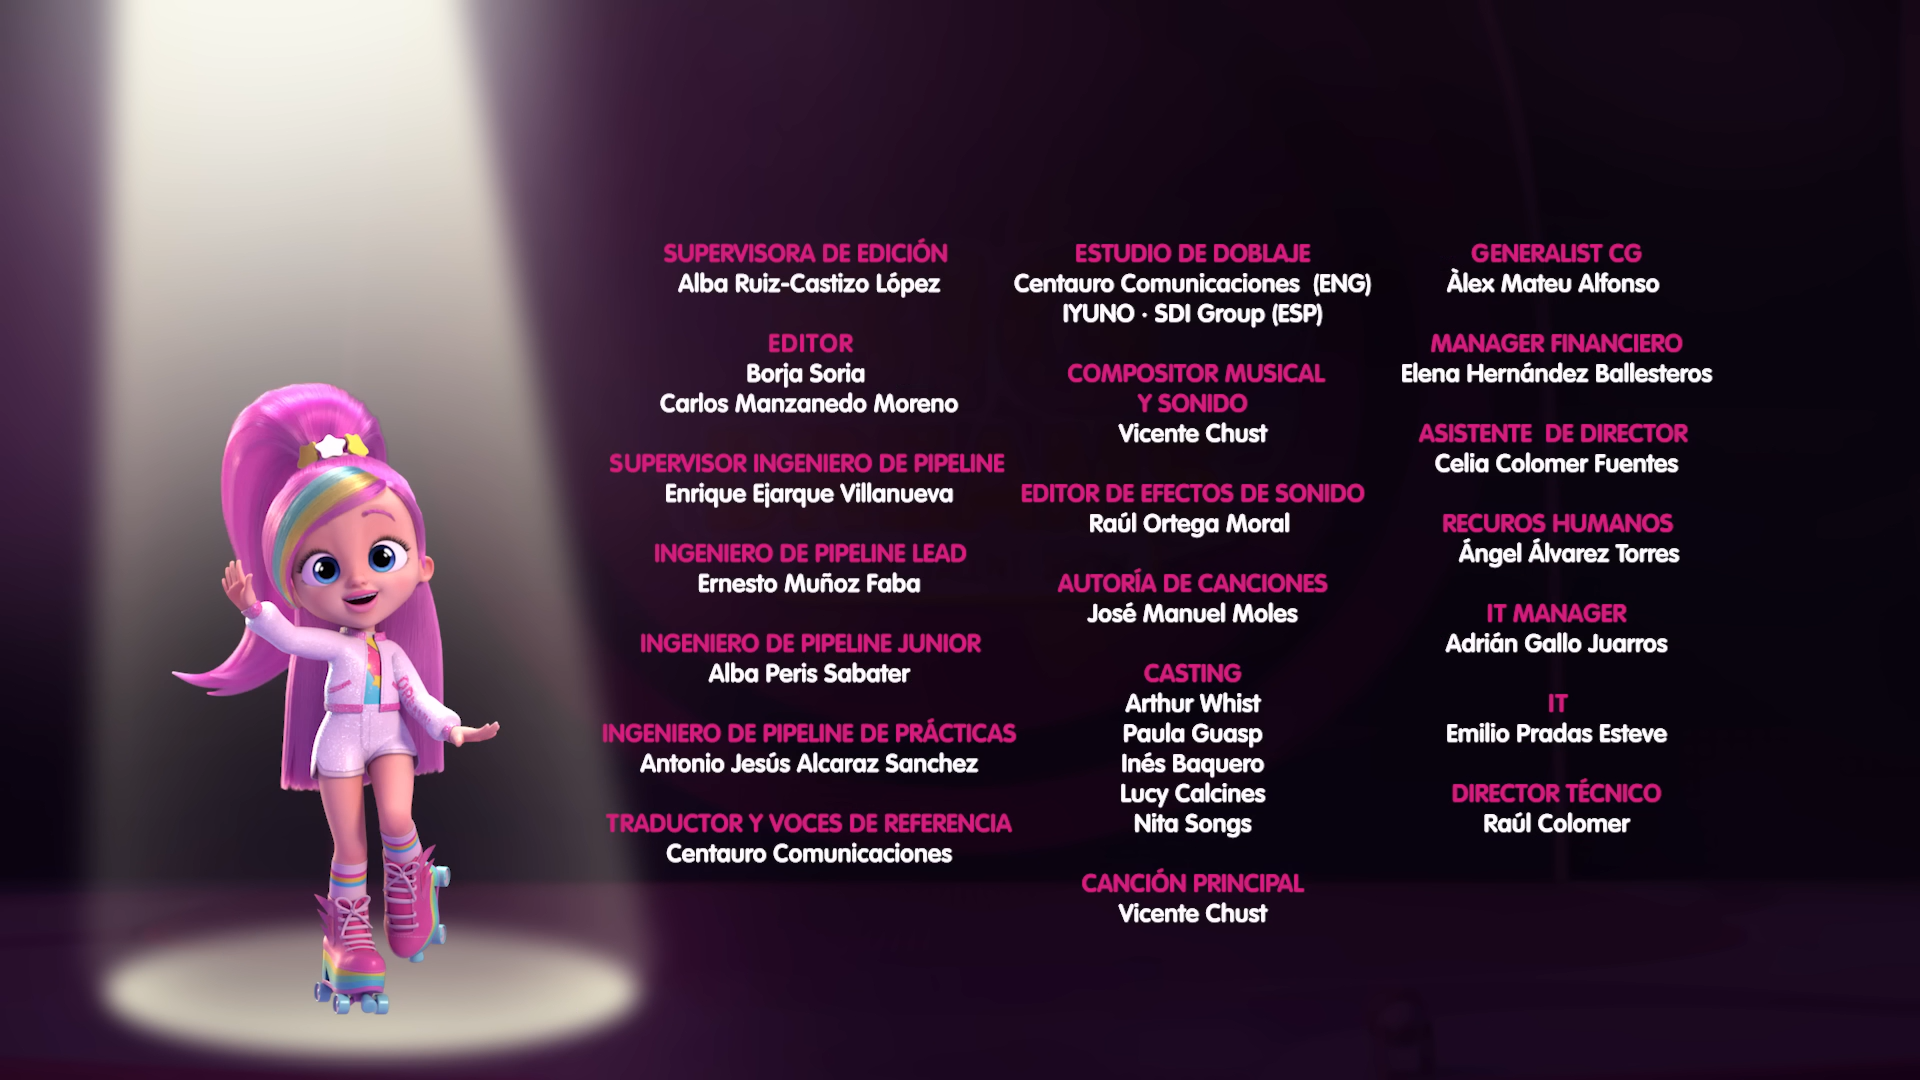 SUPERVISORA DE EDICIÓN
Alba Ruiz-Castizo López
EDITOR
Borja Soria
Carlos Manzanedo Moreno
SUPERVISOR INGENIERO DE PIPELINE
Enrique Ejarque Villanueva
INGENIERO DE PIPELINE LEAD
Ernesto Muñoz Faba
INGENIERO DE PIPELINE JUNIOR
Alba Peris Sabater
INGENIERO DE PIPELINE DE PRÁCTICAS
Antonio Jesús Alcaraz Sanchez
TRADUCTOR Y VOCES DE REFERENCIA
Centauro Comunicaciones
ESTUDIO DE DOBLAJE
Centauro Comunicaciones (ENG)
IYUNO · SDI Group (ESP)
COMPOSITOR MUSICAL
Y SONIDO
Vicente Chust
EDITOR DE EFECTOS DE SONIDO
Raúl Ortega Moral
AUTORÍA DE CANCIONES
José Manuel Moles
CASTING
Arthur Whist
Paula Guasp
Inés Baquero
Lucy Calcines
Nita Songs
CANCIÓN PRINCIPAL
Vicente Chust
GENERALIST CG
Àlex Mateu Alfonso
MANAGER FINANCIERO
Elena Hernández Ballesteros
ASISTENTE DE DIRECTOR
Celia Colomer Fuentes
RECUROS HUMANOS
Ángel Álvarez Torres
IT MANAGER
Adrián Gallo Juarros
IT
Emilio Pradas Esteve
DIRECTOR TÉCNICO
Raúl Colomer